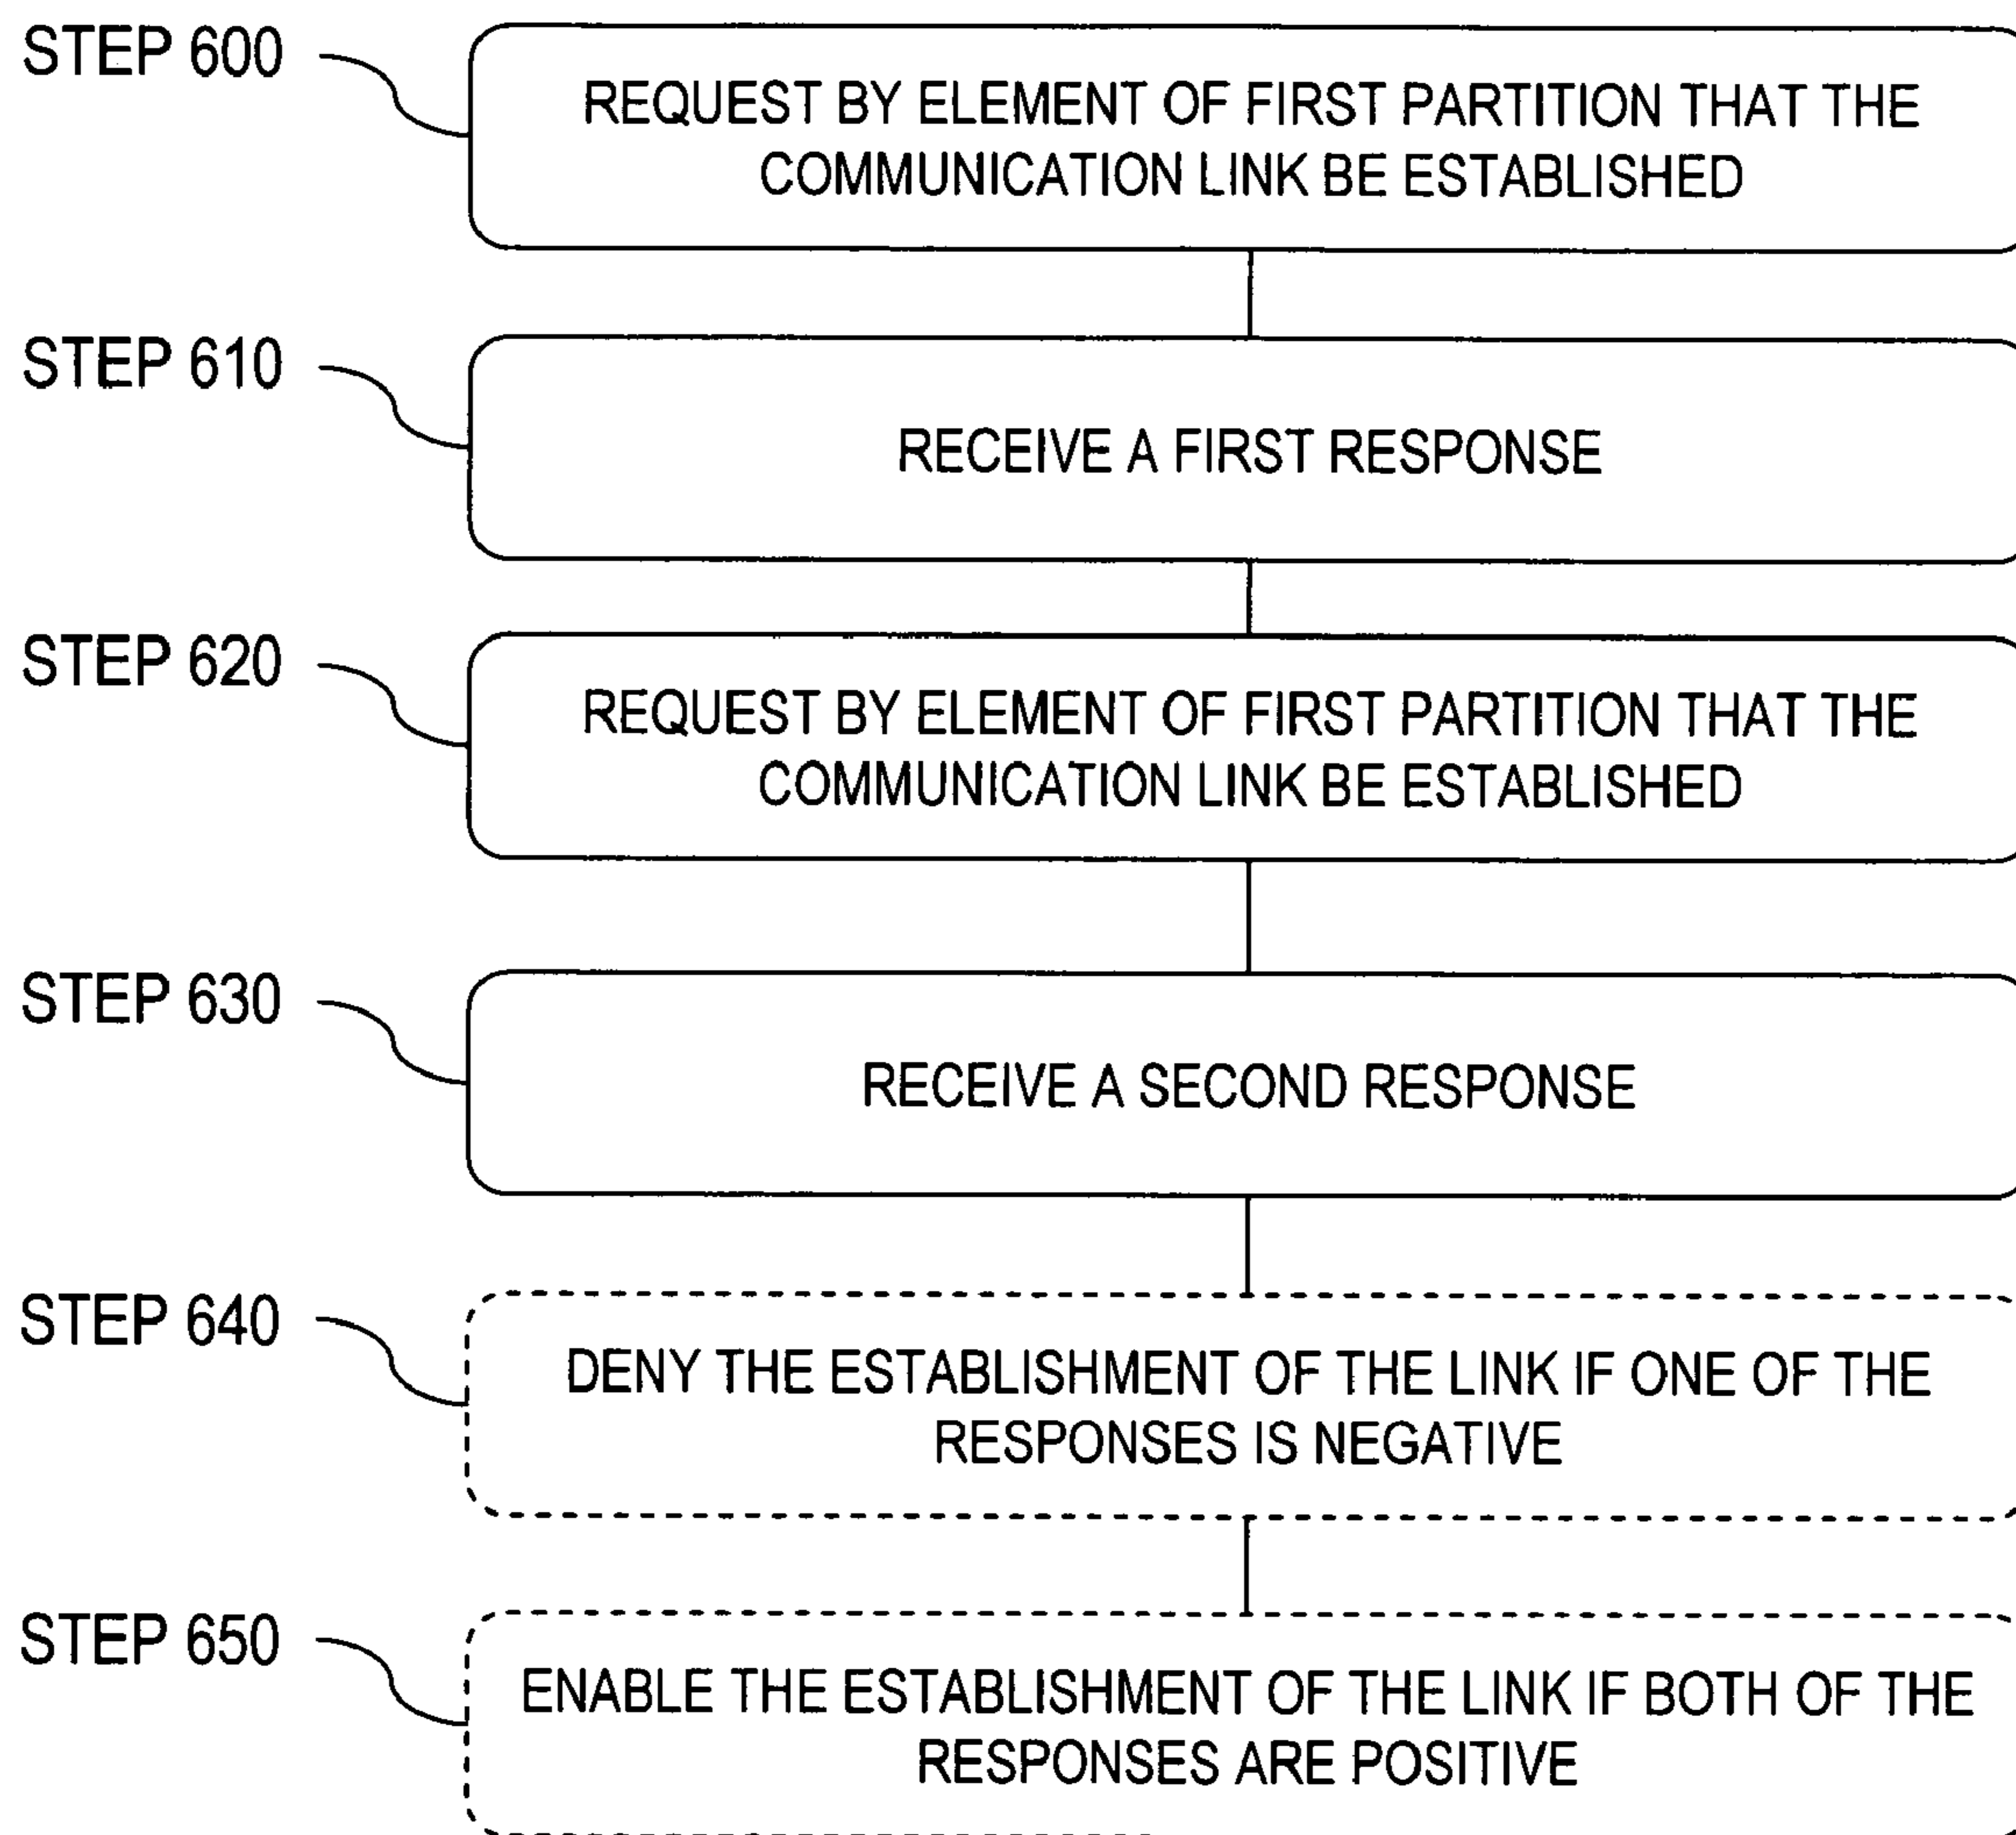 STEP 600
REQUEST BY ELEMENT OF FIRST PARTITION THAT THE
COMMUNICATION LINK BE ESTABLISHED
STEP 610
RECEIVE A FIRST RESPONSE
STEP 620
REQUEST BY ELEMENT OF FIRST PARTITION THAT THE
COMMUNICATION LINK BE ESTABLISHED
STEP 630
RECEIVE A SECOND RESPONSE
STEP 640
DENY THE ESTABLISHMENT OF THE LINK IF ONE OF THE
RESPONSES IS NEGATIVE
STEP 650
ENABLE THE ESTABLISHMENT OF THE LINK IF BOTH OF THE
RESPONSES ARE POSITIVE